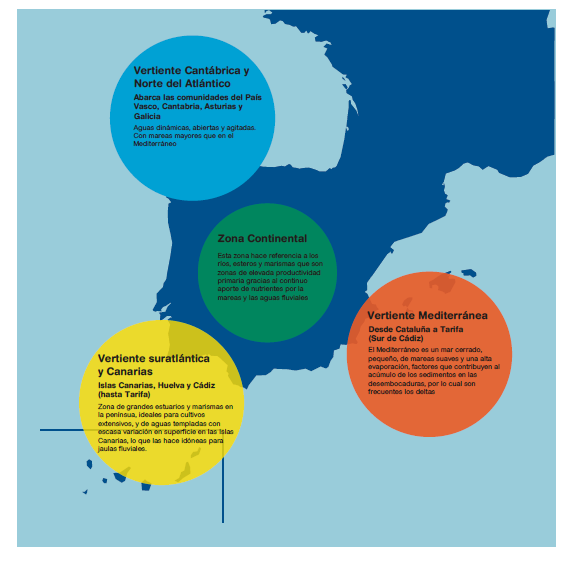 Vertiente Cantábrica y
Norte del Atlántico
Abarca las comunidades del País
Vasco, Cantabria, Asturias y
Galicia
Aguas dinámicas, abiertas y agitadas.
Con mareas mayores que en el
Mediterráneo
Zona Continental
Esta zona hace referencia a los
ríos, esteros y marismas que son
zonas de elevada productividad
primaria gracias al continuo
aporte de nutrientes por la
mareas y las aguas fluviales
Vertiente Mediterránea
Desde Cataluña a Tarifa
(Sur de Cádiz)
El Mediterráneo es un mar cerrado,
pequeño, de mareas suaves y una alta
evaporación, factores que contribuyen al
acúmulo de los sedimentos en las
desembocaduras, por lo cual son
frecuentes los deltas
Vertiente suratlántica
y Canarias
Islas Canarias, Huelva y Cádiz
(hasta Tarifa)
Zona de grandes estuarios y marismas en
la penínsua, ideales para cultivos
extensivos, y de aguas templadas con
escasa variación en superficie en las Islas
Canarias, lo que las hace idóneas para
jaulas fluviales.